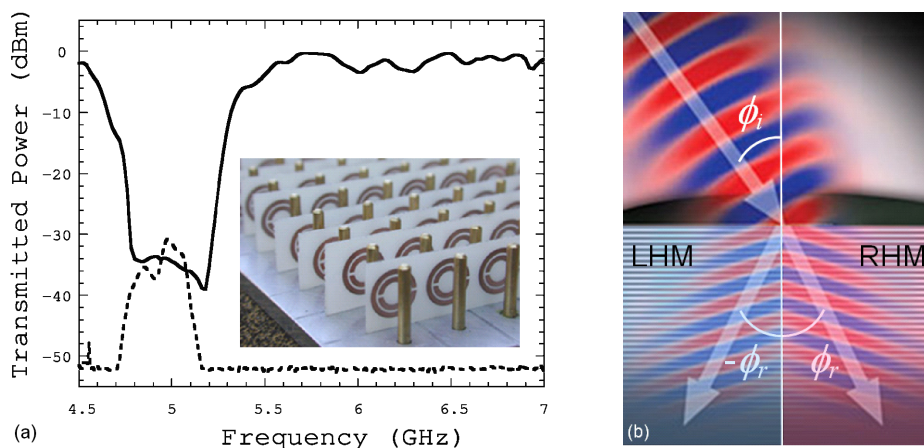 Transmitted Power (dBm)
0
-10
-20
-30
-40
-50
4.5
5
5.5
6
6.5
7
Frequency (GHz)
(a)
ϕi
LHM
RHM
-ϕr
ϕr
(b)